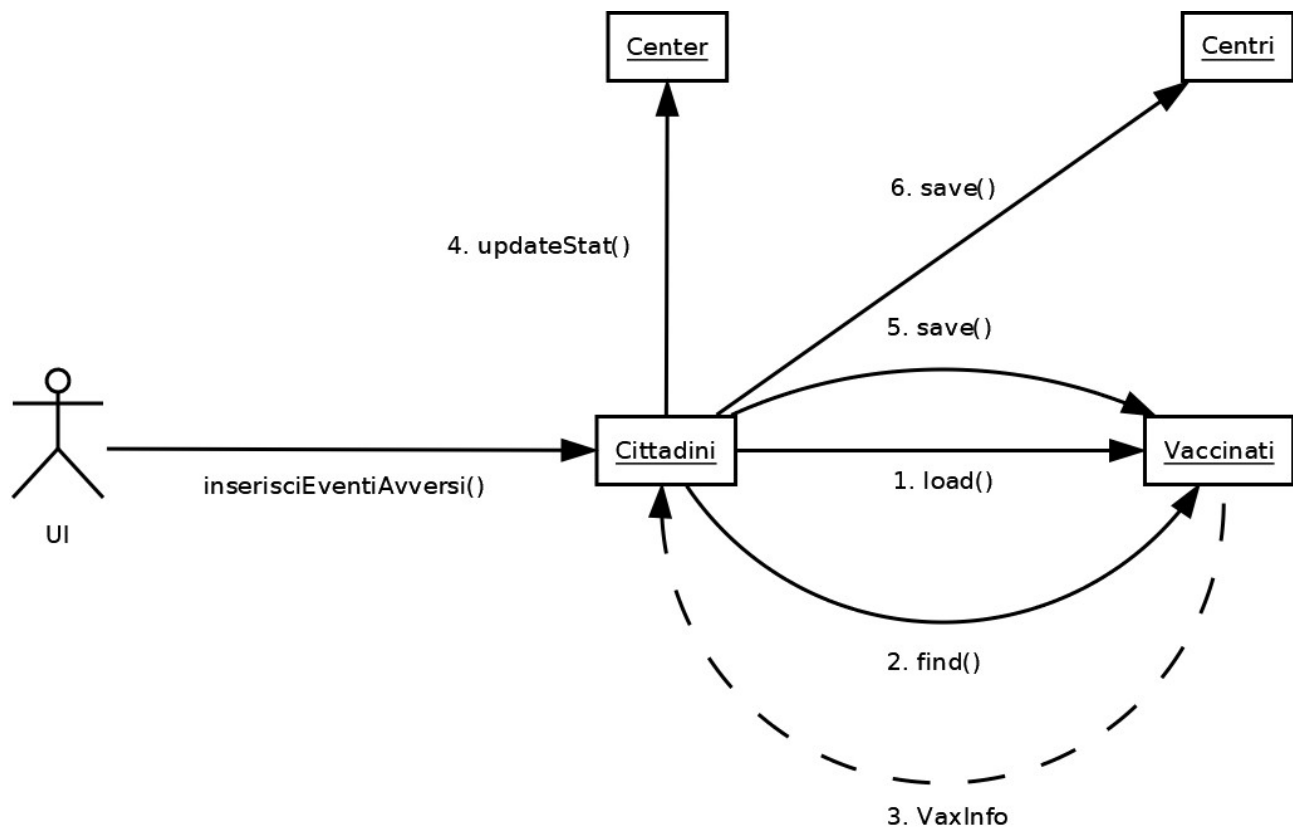 Center
Centri
6. save()
4. updateStat()
5. save()
Cittadini
Vaccinati
1. load()
inserisciEventiAvversi()
UI
2. find()
3. VaxInfo